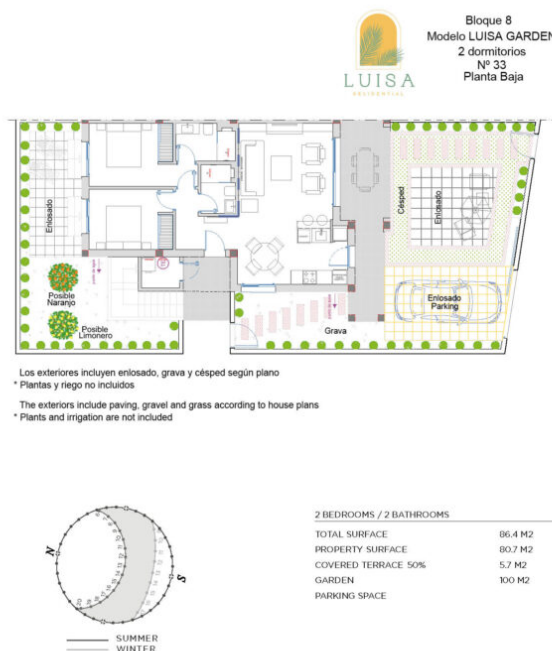 Bloque 8
Modelo LUISA GARDEN
2 dormitorios
Nº 33
Planta Baja
LUISA
RESIDENTIAL
Enlosado
Césped
Enlosado
Posible
Naranjo
Posible
Limonero
Enlosado
Parking
Grava
Los exteriores incluyen enlosado, grava y césped según plano
* Plantas y riego no incluidos
The exteriors include paving, gravel and grass according to house plans
* Plants and irrigation are not included
N
S
SUMMER
WINTER
2 BEDROOMS / 2 BATHROOMS
TOTAL SURFACE 86.4 M2
PROPERTY SURFACE 80.7 M2
COVERED TERRACE 50% 5.7 M2
GARDEN 100 M2
PARKING SPACE